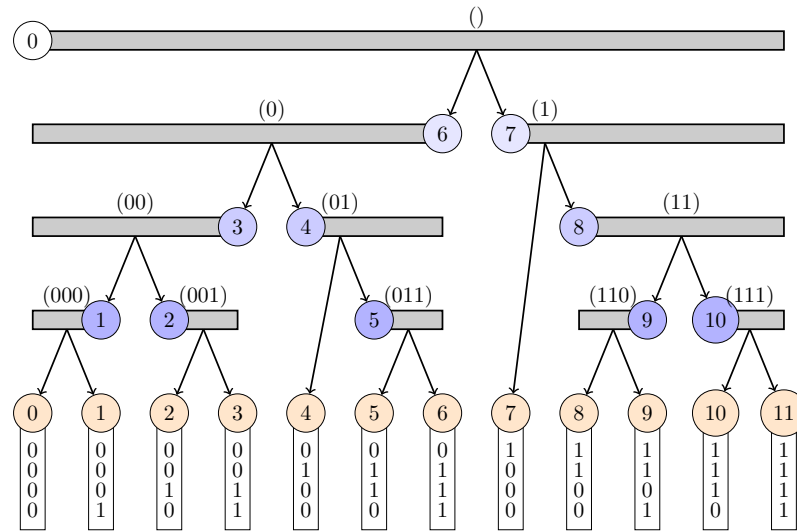 ()
0
(0) (1)
6 7
(00) (01) (11)
3 4 8
(000) (001) (011) (110) (111)
1 2 5 9 10
0 1 2 3 4 5 6 7 8 9 10 11
0 0 0 0 0 0 0 1 1 1 1 1
0 0 0 0 1 1 1 0 1 1 1 1
0 0 1 1 0 1 1 0 0 0 1 1
0 1 0 1 0 0 1 0 0 1 0 1